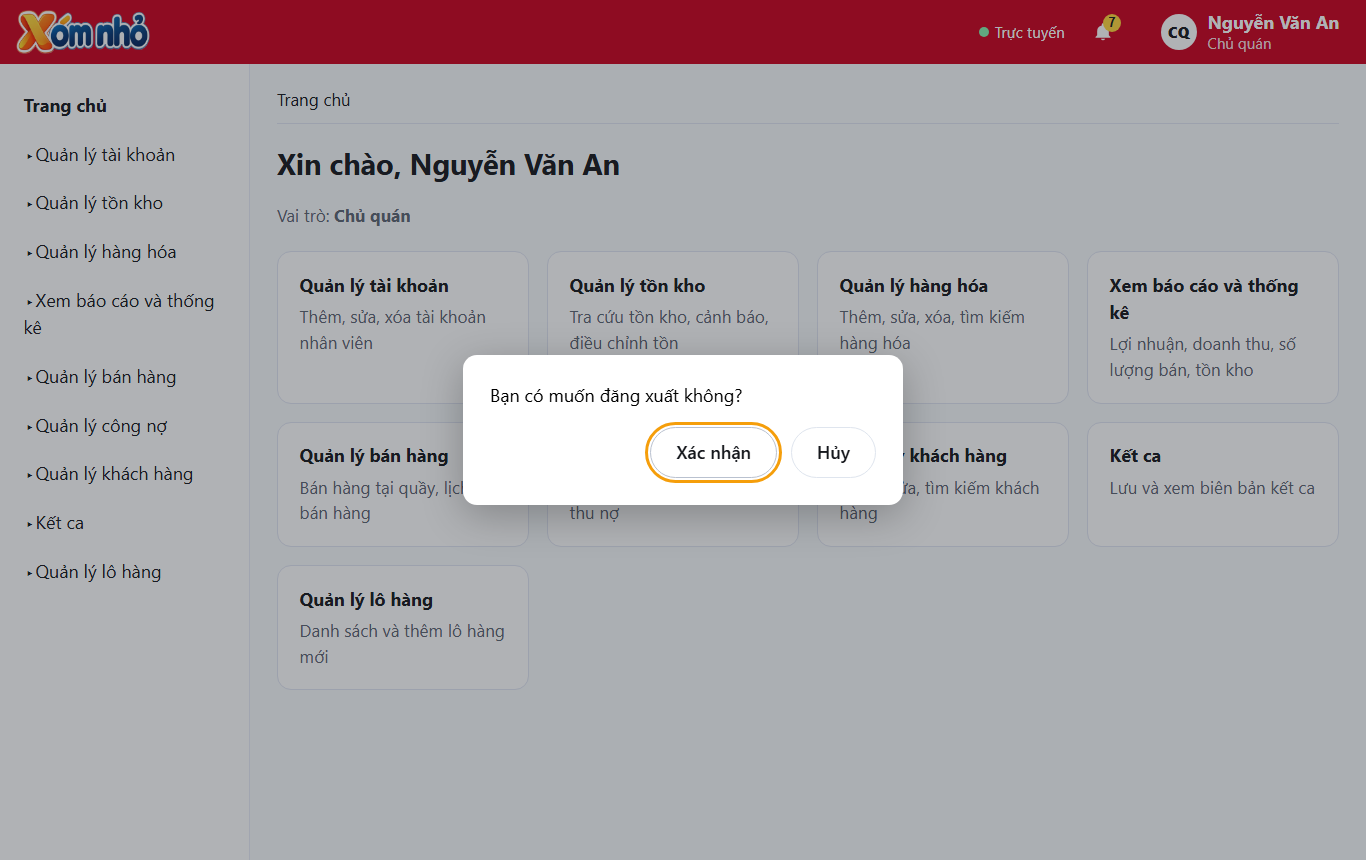 Xóm nhỏ
Trực tuyến
7
CQ
Nguyễn Văn An
Chủ quán
Trang chủ
▸Quản lý tài khoản
▸Quản lý tồn kho
▸Quản lý hàng hóa
▸Xem báo cáo và thống
kê
▸Quản lý bán hàng
▸Quản lý công nợ
▸Quản lý khách hàng
▸Kết ca
▸Quản lý lô hàng
Trang chủ
Xin chào, Nguyễn Văn An
Vai trò: Chủ quán
Quản lý tài khoản
Thêm, sửa, xóa tài khoản
nhân viên
Quản lý tồn kho
Tra cứu tồn kho, cảnh báo,
điều chỉnh tồn
Quản lý hàng hóa
Thêm, sửa, xóa, tìm kiếm
hàng hóa
Xem báo cáo và thống
kê
Lợi nhuận, doanh thu, số
lượng bán, tồn kho
Quản lý bán hàng
Bán hàng tại quầy, lịch
bán hàng
thu nợ
khách hàng
tìm kiếm khách
hàng
Kết ca
Lưu và xem biên bản kết ca
Quản lý lô hàng
Danh sách và thêm lô hàng
mới
Bạn có muốn đăng xuất không?
Xác nhận
Hủy